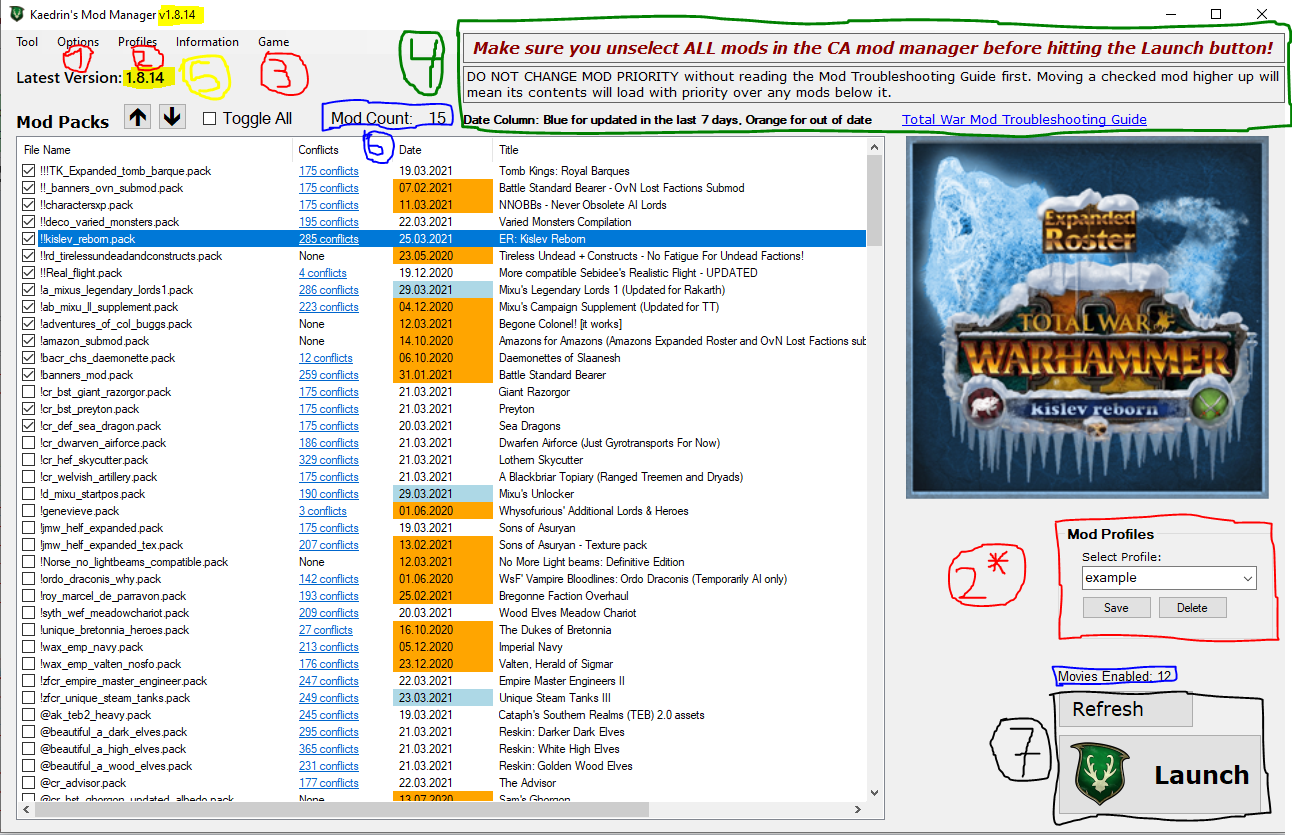 Kaedrin's Mod Manager v1.8.14
Tool Options Profiles Information Game
1 2 3 4 5
Latest Version: 1.8.14
Make sure you unselect ALL mods in the CA mod manager before hitting the Launch button!
DO NOT CHANGE MOD PRIORITY without reading the Mod Troubleshooting Guide first. Moving a checked mod higher up will
mean its contents will load with priority over any mods below it.
Mod Packs Toggle All Mod Count: 15
Date Column: Blue for updated in the last 7 days, Orange for out of date Total War Mod Troubleshooting Guide
6
File Name Conflicts Date Title
!!!TK_Expanded_tomb_barque.pack 175 conflicts 19.03.2021 Tomb Kings: Royal Barques
!!_banners_ovn_submod.pack 175 conflicts 07.02.2021 Battle Standard Bearer - OvN Lost Factions Submod
!!charactersxp.pack 175 conflicts 11.03.2021 NNOBBs - Never Obsolete AI Lords
!!deco_varied_monsters.pack 195 conflicts 22.03.2021 Varied Monsters Compilation
!!kislev_reborn.pack 285 conflicts 25.03.2021 ER: Kislev Reborn
!!rd_tirelessundeadandconstructs.pack None 23.05.2020 Tireless Undead + Constructs - No Fatigue For Undead Factions!
!!Real_flight.pack 4 conflicts 19.12.2020 More compatible Sebidee's Realistic Flight - UPDATED
!a_mixus_legendary_lords1.pack 286 conflicts 29.03.2021 Mixu's Legendary Lords 1 (Updated for Rakarth)
!ab_mixu_ll_supplement.pack 223 conflicts 04.12.2020 Mixu's Campaign Supplement (Updated for TT)
!adventures_of_col_buggs.pack None 12.03.2021 Begone Colonel! [it works]
!amazon_submod.pack None 14.10.2020 Amazons for Amazons (Amazons Expanded Roster and OvN Lost Factions sub
!bacr_chs_daemonette.pack 12 conflicts 06.10.2020 Daemonettes of Slaanesh
!banners_mod.pack 259 conflicts 31.01.2021 Battle Standard Bearer
!cr_bst_giant_razorgor.pack 175 conflicts 21.03.2021 Giant Razorgor
!cr_bst_preyton.pack 175 conflicts 21.03.2021 Preyton
!cr_def_sea_dragon.pack 175 conflicts 20.03.2021 Sea Dragons
!cr_dwarven_airforce.pack 186 conflicts 21.03.2021 Dwarfen Airforce (Just Gyrotransports For Now)
!cr_hef_skycutter.pack 329 conflicts 21.03.2021 Lothern Skycutter
!cr_welvish_artillery.pack 175 conflicts 21.03.2021 A Blackbriar Topiary (Ranged Treemen and Dryads)
!d_mixu_startpos.pack 190 conflicts 29.03.2021 Mixu's Unlocker
!genevieve.pack 3 conflicts 01.06.2020 Whysofurious' Additional Lords & Heroes
!jmw_helf_expanded.pack 175 conflicts 19.03.2021 Sons of Asuryan
!jmw_helf_expanded_tex.pack 207 conflicts 13.02.2021 Sons of Asuryan - Texture pack
!Norse_no_lightbeams_compatible.pack None 12.03.2021 No More Light beams: Definitive Edition
!ordo_draconis_why.pack 142 conflicts 01.06.2020 WsF' Vampire Bloodlines: Ordo Draconis (Temporarily AI only)
!roy_marcel_de_parravon.pack 193 conflicts 25.02.2021 Bregonne Faction Overhaul
!syth_wef_meadowchariot.pack 209 conflicts 20.03.2021 Wood Elves Meadow Chariot
!unique_bretonnia_heroes.pack 27 conflicts 16.10.2020 The Dukes of Bretonnia
!wax_emp_navy.pack 213 conflicts 05.12.2020 Imperial Navy
!wax_emp_valten_nosfo.pack 176 conflicts 23.12.2020 Valten, Herald of Sigmar
!zfcr_empire_master_engineer.pack 247 conflicts 22.03.2021 Empire Master Engineers II
!zfcr_unique_steam_tanks.pack 249 conflicts 23.03.2021 Unique Steam Tanks III
@ak_teb2_heavy.pack 245 conflicts 19.03.2021 Cataph's Southern Realms (TEB) 2.0 assets
@beautiful_a_dark_elves.pack 295 conflicts 21.03.2021 Reskin: Darker Dark Elves
@beautiful_a_high_elves.pack 365 conflicts 21.03.2021 Reskin: White High Elves
@beautiful_a_wood_elves.pack 231 conflicts 21.03.2021 Reskin: Golden Wood Elves
@cr_advisor.pack 177 conflicts 22.03.2021 The Advisor
@cr_bst_ghorgon_updated_albedo.pack None 13.07.2020 Sam's Ghorgon
Expanded
Roster
TOTAL WAR
WARHAMMER
kislev reborn
2*
Mod Profiles
Select Profile:
example
Save Delete
Movies Enabled: 12
7
Refresh
Launch